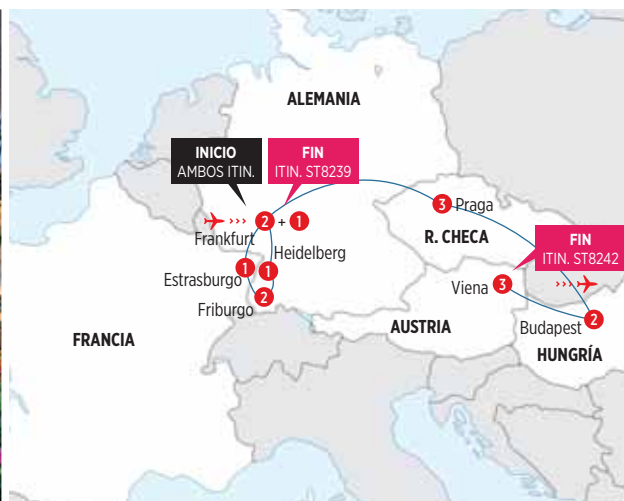 ALEMANIA
INICIO
AMBOS ITIN.
FIN
ITIN. ST8239
2 + 1
Frankfurt
Heidelberg
1
Estrasburgo
1
2
Friburgo
3 Praga
R. CHECA
FIN
ITIN. ST8242
Viena 3
Budapest 2
AUSTRIA
HUNGRÍA
FRANCIA